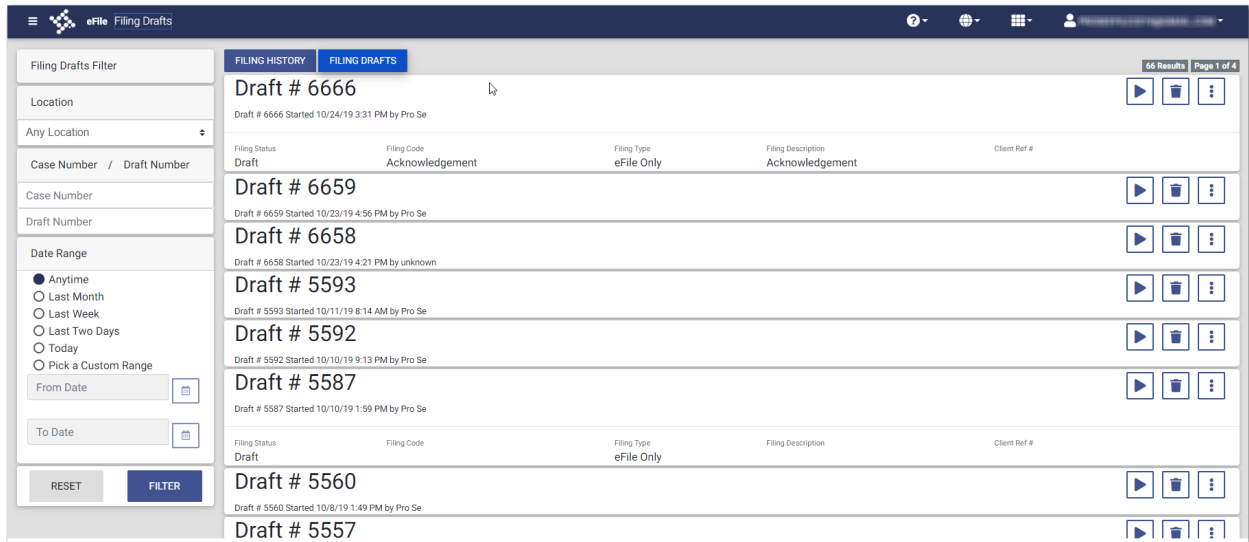 eFile Filing Drafts
Filing Drafts Filter
Location
Any Location
Case Number / Draft Number
Case Number
Draft Number
Date Range
Anytime
Last Month
Last Week
Last Two Days
Today
Pick a Custom Range
From Date
To Date
RESET FILTER
FILING HISTORY FILING DRAFTS
66 Results Page 1 of 4
Draft # 6666
Draft # 6666 Started 10/24/19 3:31 PM by Pro Se
Filing Status Filing Code Filing Type Filing Description Client Ref #
Draft Acknowledgement eFile Only Acknowledgement
Draft # 6659
Draft # 6659 Started 10/23/19 4:56 PM by Pro Se
Draft # 6658
Draft # 6658 Started 10/23/19 4:21 PM by unknown
Draft # 5593
Draft # 5593 Started 10/11/19 8:14 AM by Pro Se
Draft # 5592
Draft # 5592 Started 10/10/19 9:13 PM by Pro Se
Draft # 5587
Draft # 5587 Started 10/10/19 1:59 PM by Pro Se
Filing Status Filing Code Filing Type Filing Description Client Ref #
Draft eFile Only
Draft # 5560
Draft # 5560 Started 10/8/19 1:49 PM by Pro Se
Draft # 5557